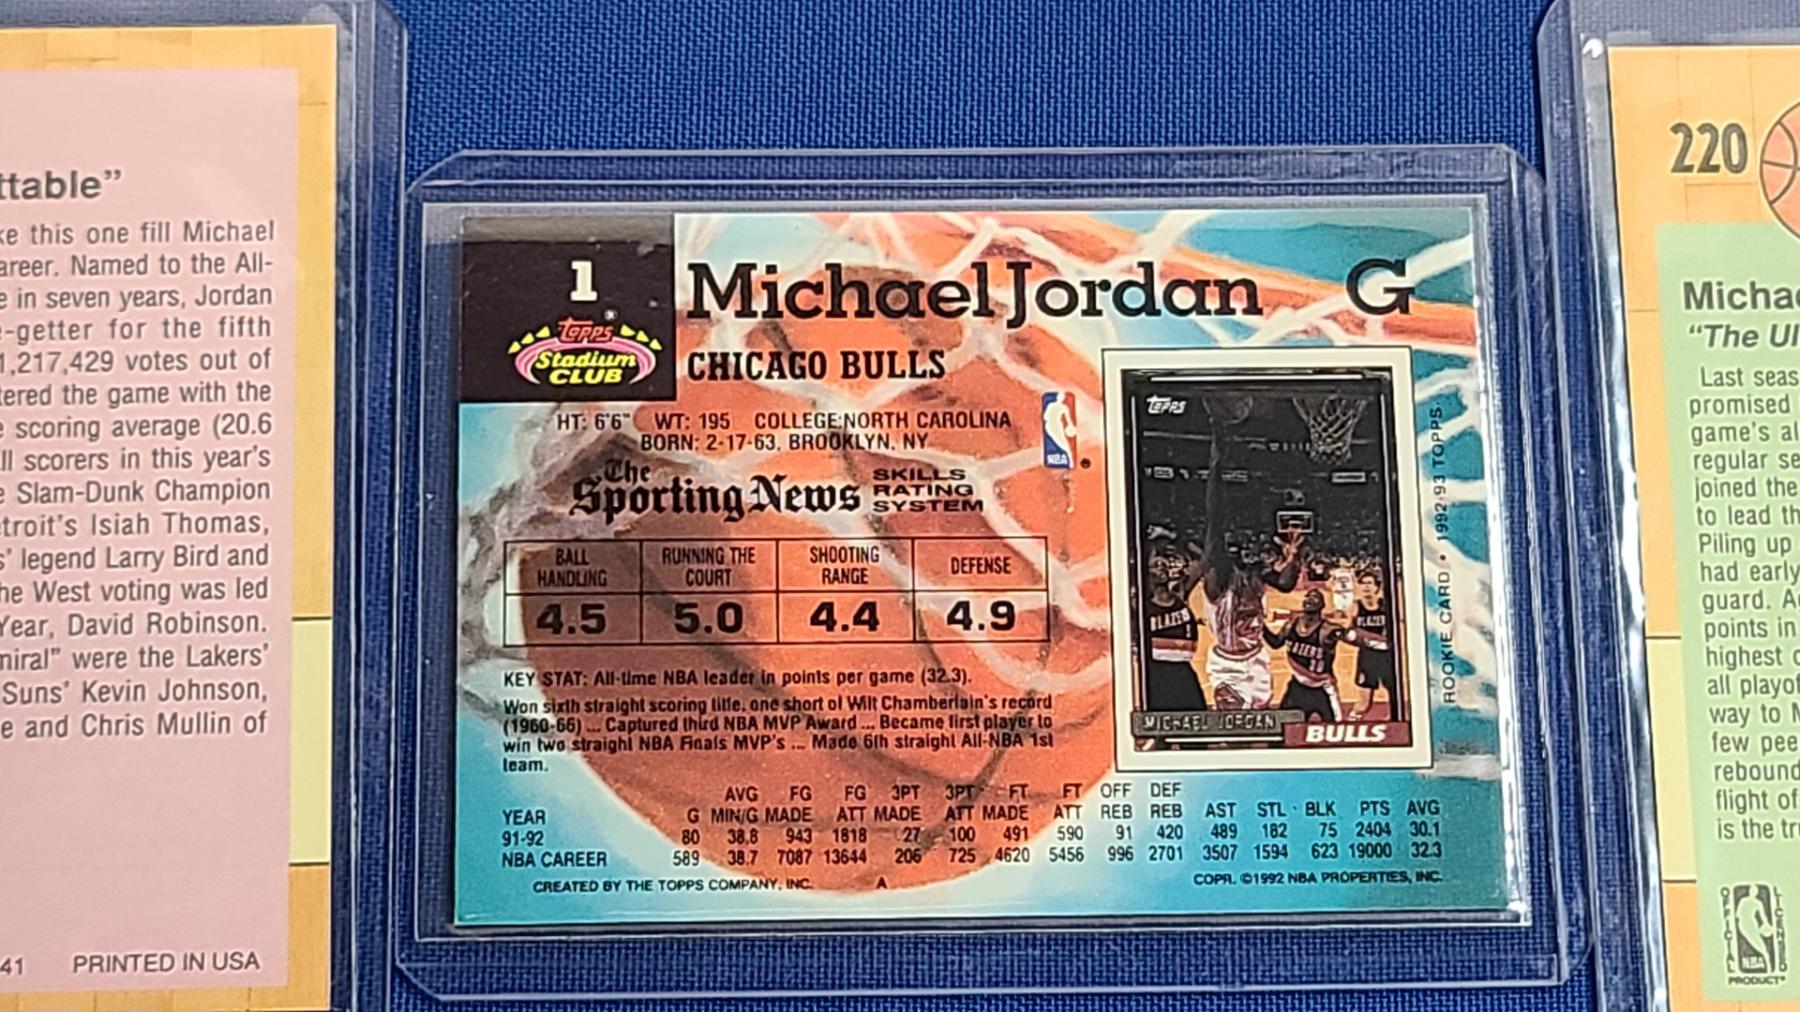 ttable"
ke this one fill Michael
areer. Named to the All-
e in seven years, Jordan
e-getter for the fifth
1,217,429 votes out of
tered the game with the
e scoring average (20.6
ll scorers in this year's
e Slam-Dunk Champion
etroit's Isiah Thomas,
s' legend Larry Bird and
he West voting was led
Year, David Robinson.
miral" were the Lakers'
Suns' Kevin Johnson,
e and Chris Mullin of
41 PRINTED IN USA
1
Topps®
Stadium
CLUB
Michael Jordan G
CHICAGO BULLS
HT: 6'6" WT: 195 COLLEGE:NORTH CAROLINA
BORN: 2-17-63, BROOKLYN, NY
NBA
The
Sporting News
SKILLS
RATING
SYSTEM
BALL HANDLING RUNNING THE COURT SHOOTING RANGE DEFENSE
4.5 5.0 4.4 4.9
KEY STAT: All-time NBA leader in points per game (32.3).
Won sixth straight scoring title, one short of Wilt Chamberlain's record
(1960-66) ... Captured third NBA MVP Award ... Became first player to
win two straight NBA Finals MVP's ... Made 6th straight All-NBA 1st
team.
YEAR G AVG MIN/G FG MADE FG ATT 3PT MADE 3PT ATT FT MADE FT ATT OFF REB DEF REB AST STL BLK PTS AVG
91-92 80 38.8 943 1818 27 100 491 590 91 420 489 182 75 2404 30.1
NBA CAREER 589 38.7 7087 13644 206 725 4620 5456 996 2701 3507 1594 623 19000 32.3
CREATED BY THE TOPPS COMPANY, INC. A COPR. ©1992 NBA PROPERTIES, INC.
Topps
BLAZER
LAZERS
MICHAEL JORDAN
BULLS
ROOKIE CARD • 1992-93 TOPPS
220
Micha
"The Ul
Last seas
promised
game's al
regular se
joined the
to lead th
Piling up
had early
guard. A
points in
highest
all playof
way to M
few pee
rebound
flight of
is the tr
OFFICIAL
LICENSED
NBA
PRODUCT